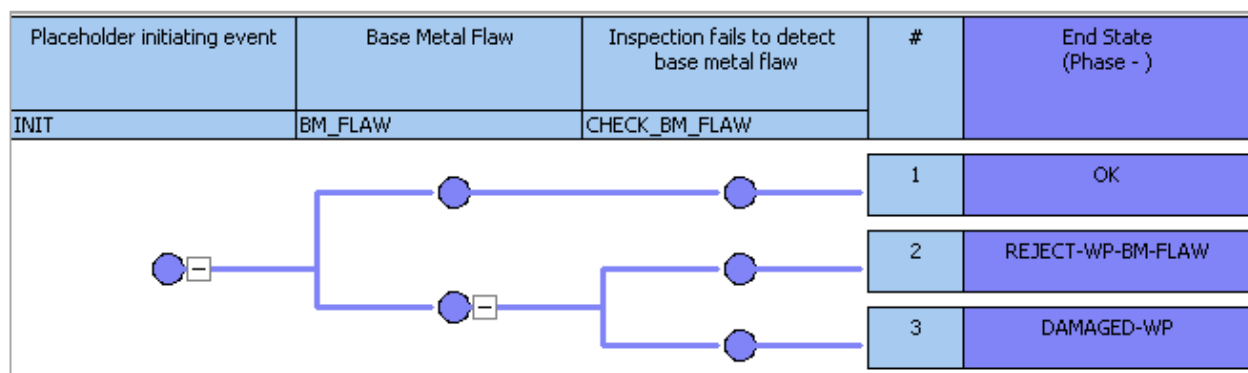 Placeholder initiating event
Base Metal Flaw
Inspection fails to detect
base metal flaw
#
End State
(Phase - )
INIT
BM_FLAW
CHECK_BM_FLAW
1
OK
2
REJECT-WP-BM-FLAW
3
DAMAGED-WP